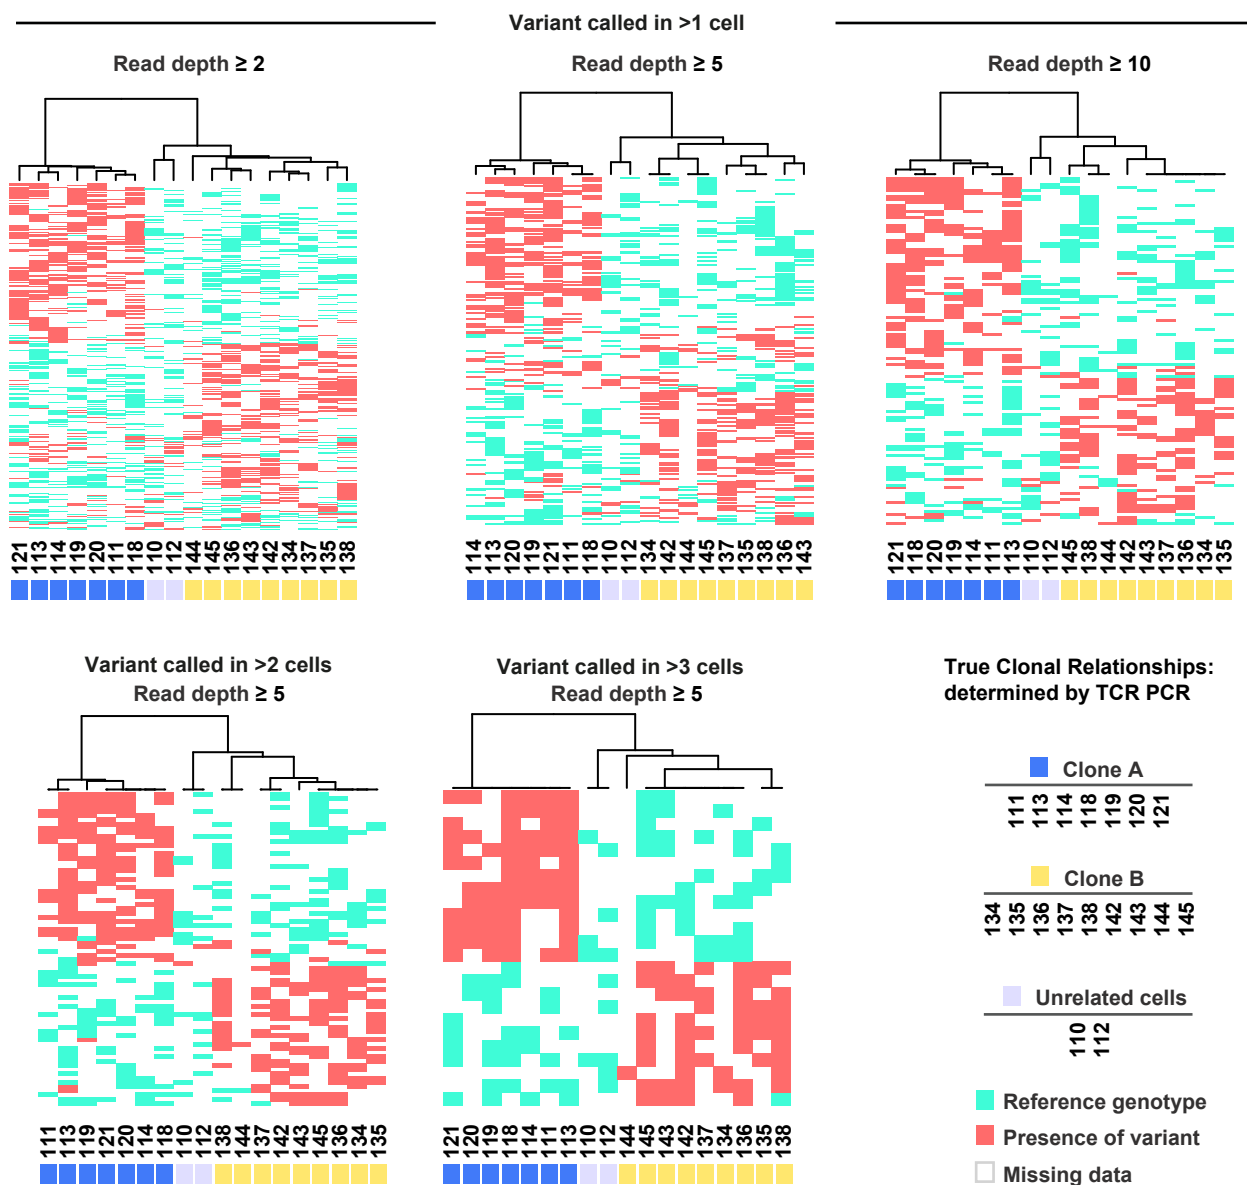 Variant called in >1 cell
Read depth ≥ 2
Read depth ≥ 5
Read depth ≥ 10
121 113 114 119 120 111 118 110 112 144 145 136 143 142 134 137 135 138
114 113 120 119 121 111 118 110 112 134 142 144 145 137 135 138 136 143
121 118 120 119 114 111 113 110 112 145 138 144 142 143 137 136 134 135
Variant called in >2 cells
Read depth ≥ 5
Variant called in >3 cells
Read depth ≥ 5
111 113 119 121 120 114 118 110 112 138 144 137 142 143 145 136 134 135
121 120 119 118 114 111 113 110 112 144 145 143 142 137 134 136 135 138
True Clonal Relationships:
determined by TCR PCR
Clone A
111 113 114 118 119 120 121
Clone B
134 135 136 137 138 142 143 144 145
Unrelated cells
110 112
Reference genotype
Presence of variant
Missing data